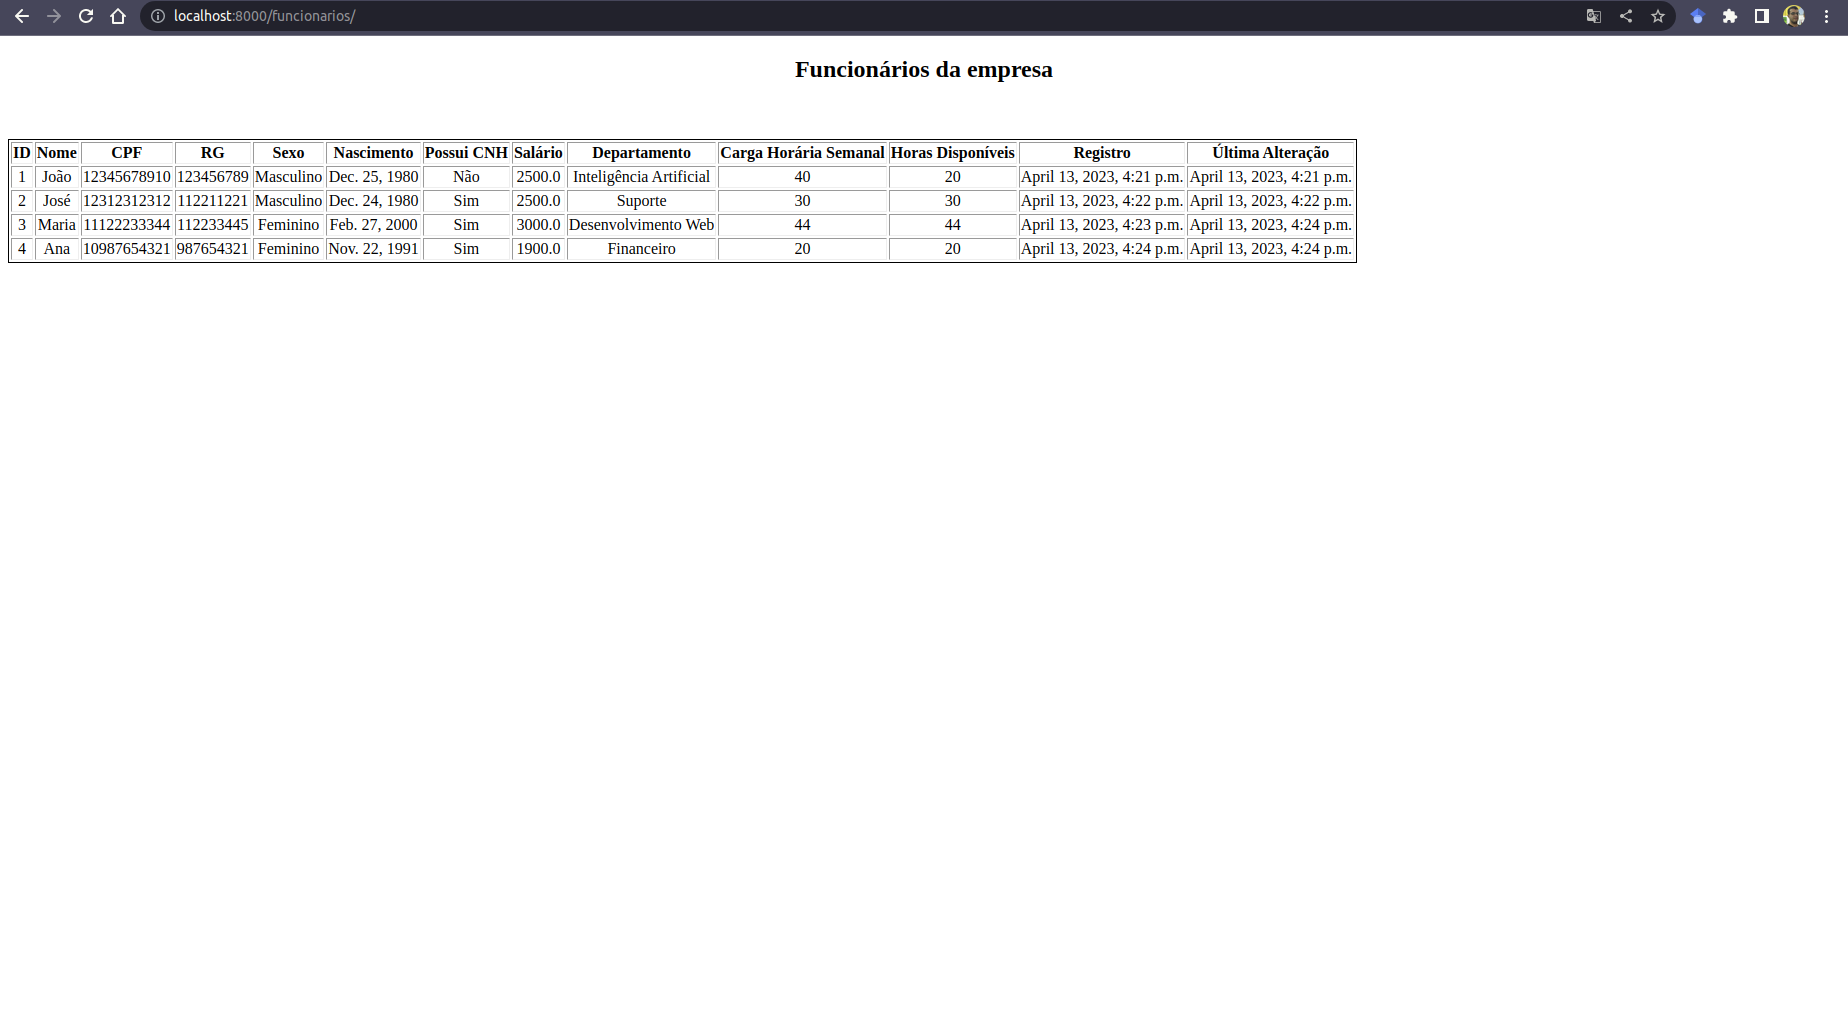 localhost:8000/funcionarios/
Funcionários da empresa
ID Nome CPF RG Sexo Nascimento Possui CNH Salário Departamento Carga Horária Semanal Horas Disponíveis Registro Última Alteração
1 João 12345678910 123456789 Masculino Dec. 25, 1980 Não 2500.0 Inteligência Artificial 40 20 April 13, 2023, 4:21 p.m. April 13, 2023, 4:21 p.m.
2 José 12312312312 112211221 Masculino Dec. 24, 1980 Sim 2500.0 Suporte 30 30 April 13, 2023, 4:22 p.m. April 13, 2023, 4:22 p.m.
3 Maria 11122233344 112233445 Feminino Feb. 27, 2000 Sim 3000.0 Desenvolvimento Web 44 44 April 13, 2023, 4:23 p.m. April 13, 2023, 4:24 p.m.
4 Ana 10987654321 987654321 Feminino Nov. 22, 1991 Sim 1900.0 Financeiro 20 20 April 13, 2023, 4:24 p.m. April 13, 2023, 4:24 p.m.